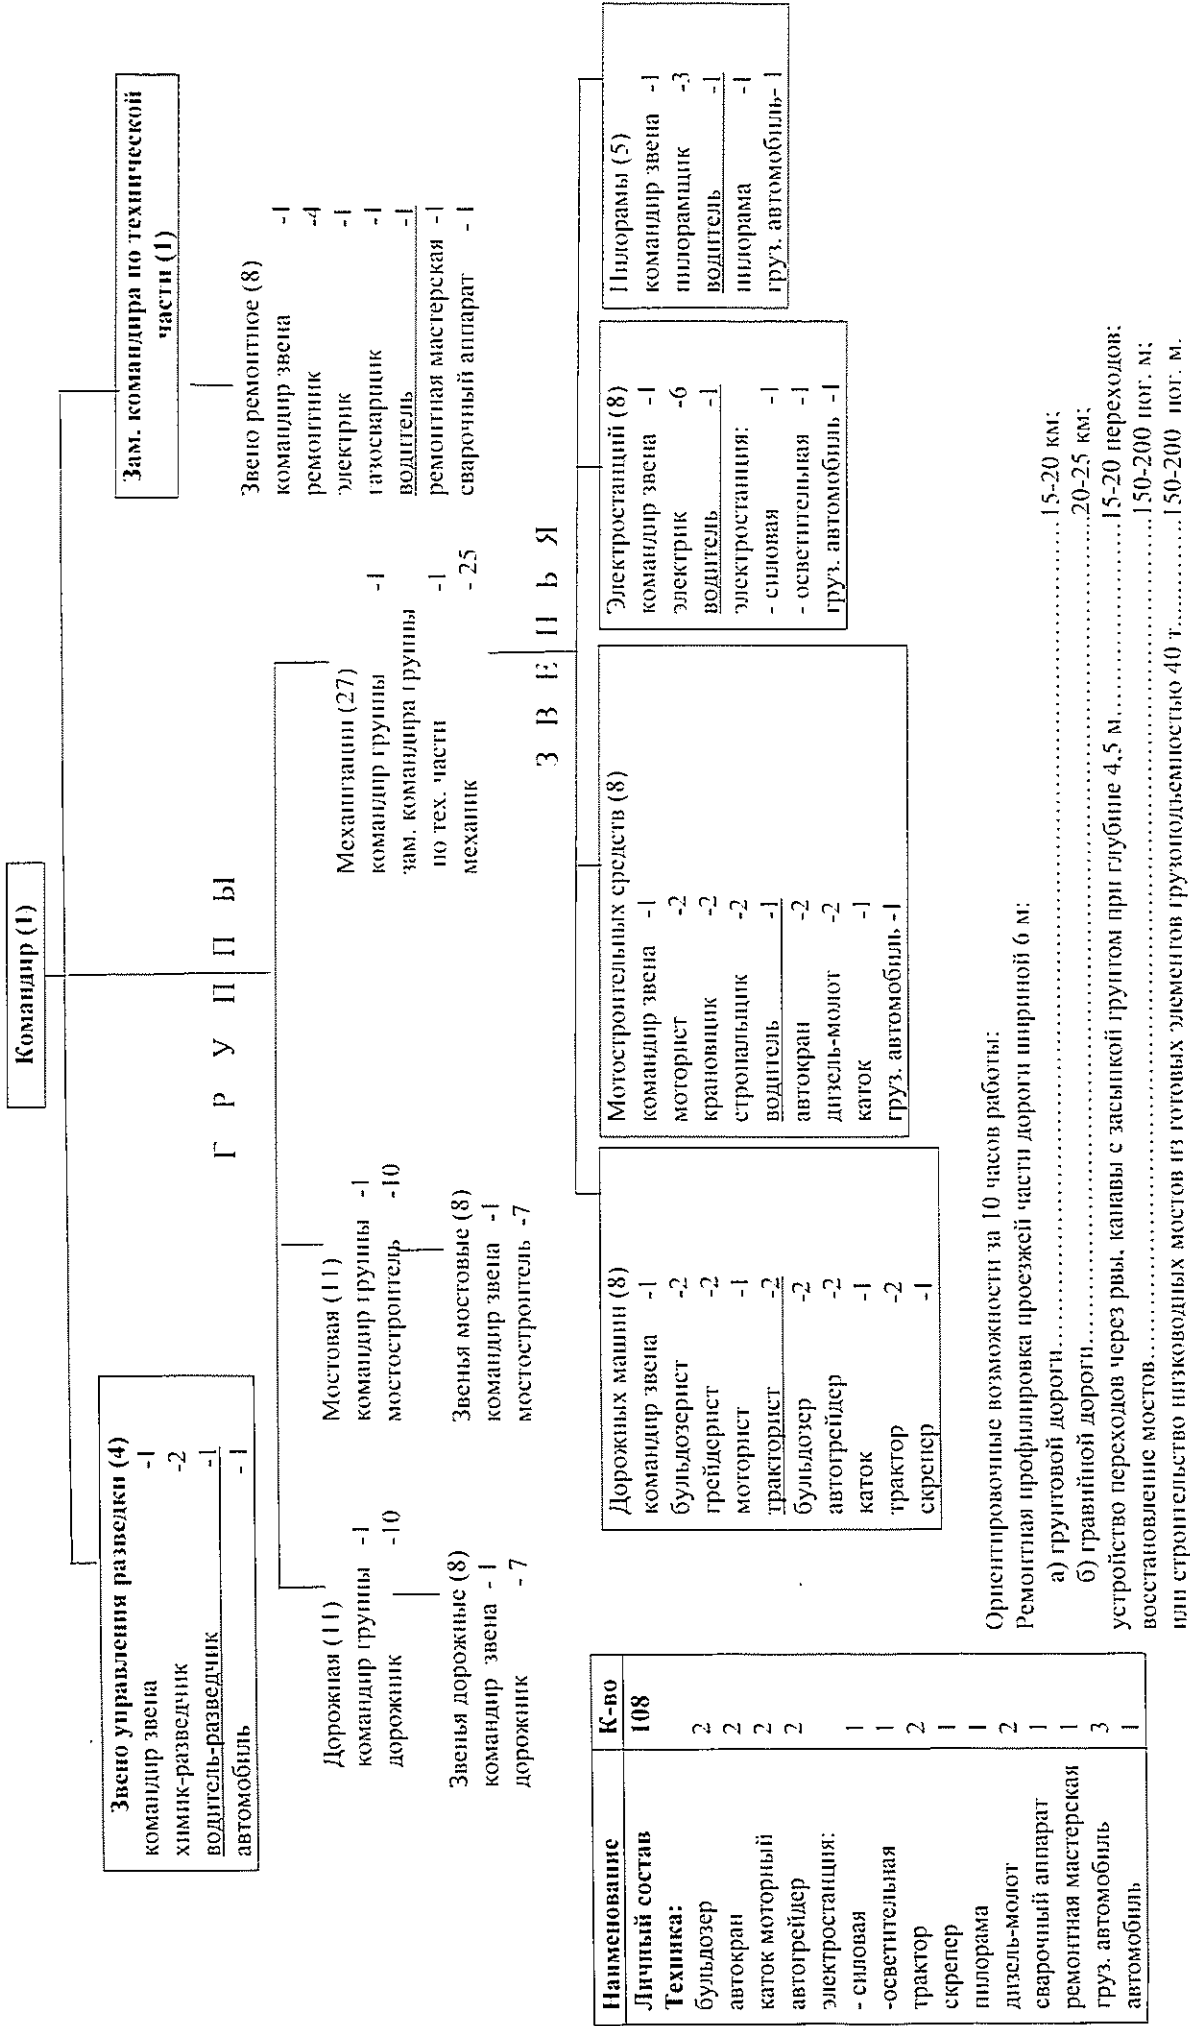 Командир (1)
Звено управления разведки (4)
командир звена -1
химик-разведчик -2
водитель-разведчик -1
автомобиль -1
Зам. командира по технической
части (1)
Звено ремонтное (8)
командир звена -1
ремонтник -4
электрик -1
газосварщик -1
водитель -1
ремонтная мастерская -1
сварочный аппарат - 1
Г Р У П П Ы
Дорожная (11)
командир группы -1
дорожник -10
Звенья дорожные (8)
командир звена - 1
дорожник - 7
Мостовая (11)
командир группы -1
мостостроитель -10
Звенья мостовые (8)
командир звена -1
мостостроитель -7
Механизации (27)
командир группы -1
зам. командира группы
по тех. части -1
механик - 25
З В Е Н Ь Я
Дорожных машин (8)
командир звена -1
бульдозерист -2
грейдерист -2
моторист -1
тракторист -2
бульдозер -2
автогрейдер -2
каток -1
трактор -2
скрепер -1
Мотостроительных средств (8)
командир звена -1
моторист -2
крановщик -2
стропальщик -2
водитель -1
автокран -2
дизель-молот -2
каток -1
груз. автомобиль -1
Электростанций (8)
командир звена -1
электрик -6
водитель -1
электростанция:
- силовая -1
- осветительная -1
груз. автомобиль -1
Пилорамы (5)
командир звена -1
пилорамщик -3
водитель -1
пилорама -1
груз. автомобиль- 1
Наименование К-во
Личный состав 108
Техника:
бульдозер 2
автокран 2
каток моторный 2
автогрейдер 2
электростанция:
- силовая 1
-осветительная 1
трактор 2
скрепер 1
пилорама 1
дизель-молот 2
сварочный аппарат 1
ремонтная мастерская 1
груз. автомобиль 3
автомобиль 1
Ориентировочные возможности за 10 часов работы:
Ремонтная профилировка проезжей части дороги шириной 6 м:
а) грунтовой дороги..........15-20 км;
б) гравийной дороги..........20-25 км;
устройство переходов через рвы, канавы с засыпкой грунтом при глубине 4,5 м..........15-20 переходов;
восстановление мостов..........150-200 пог. м;
или строительство низководных мостов из готовых элементов грузоподъемностью 40 т..........150-200 пог. м.